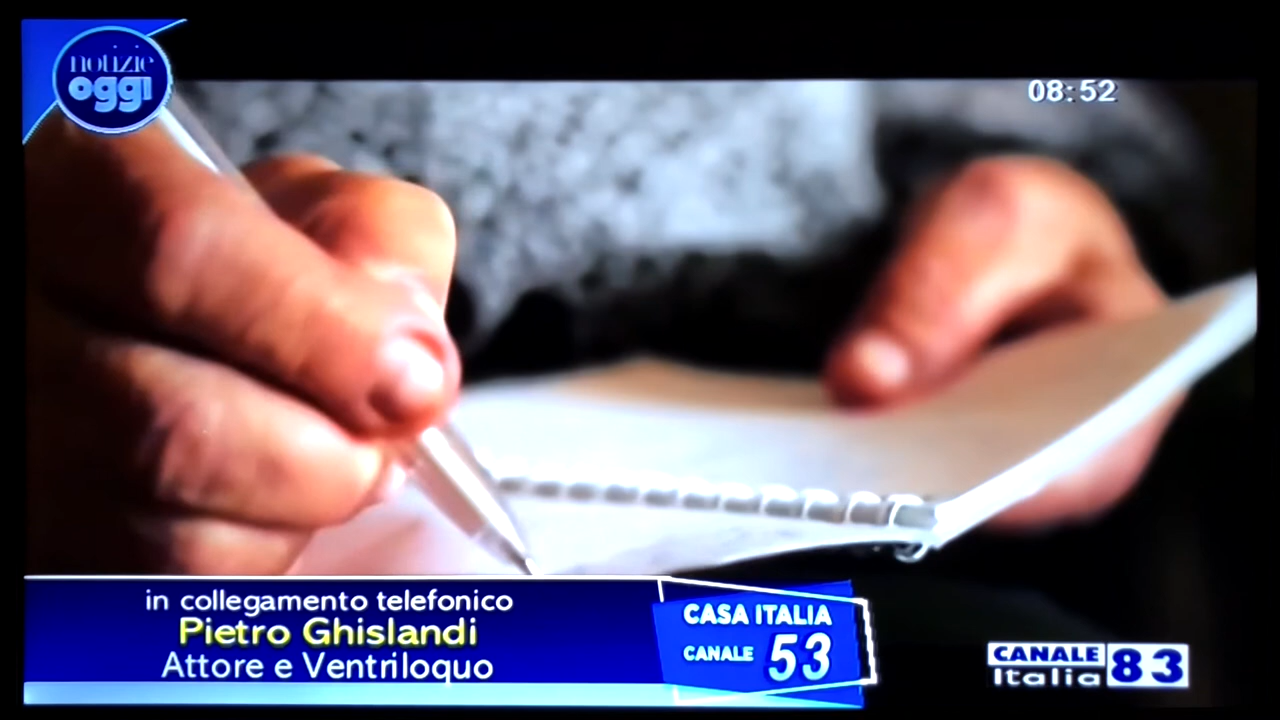 notizie
oggi
08:52
in collegamento telefonico
Pietro Ghislandi
Attore e Ventriloquo
CASA ITALIA
CANALE 53
CANALE
Italia 83